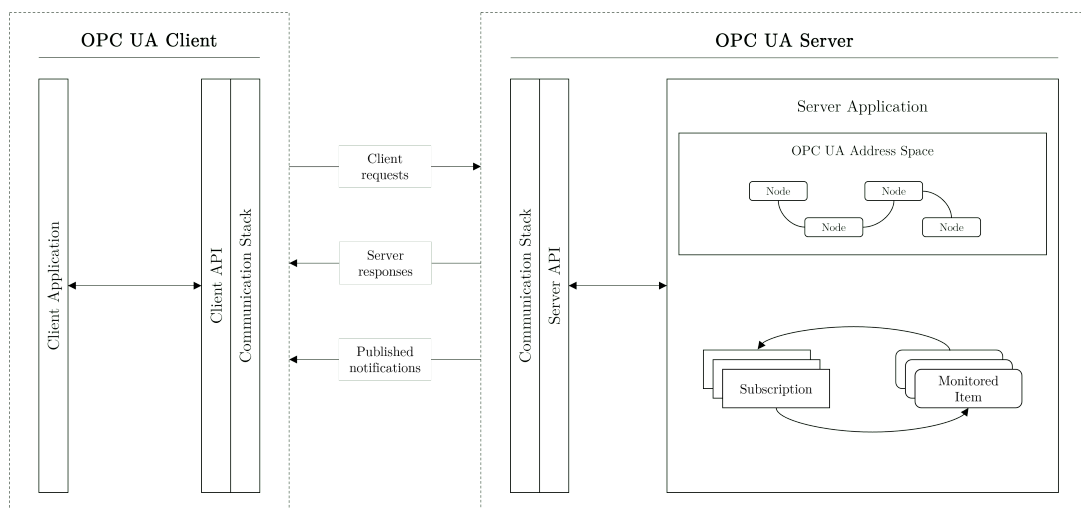 OPC UA Client
Client Application
Client API
Communication Stack
Client
requests
Server
responses
Published
notifications
OPC UA Server
Communication Stack
Server API
Server Application
OPC UA Address Space
Node
Node
Node
Node
Subscription
Monitored
Item